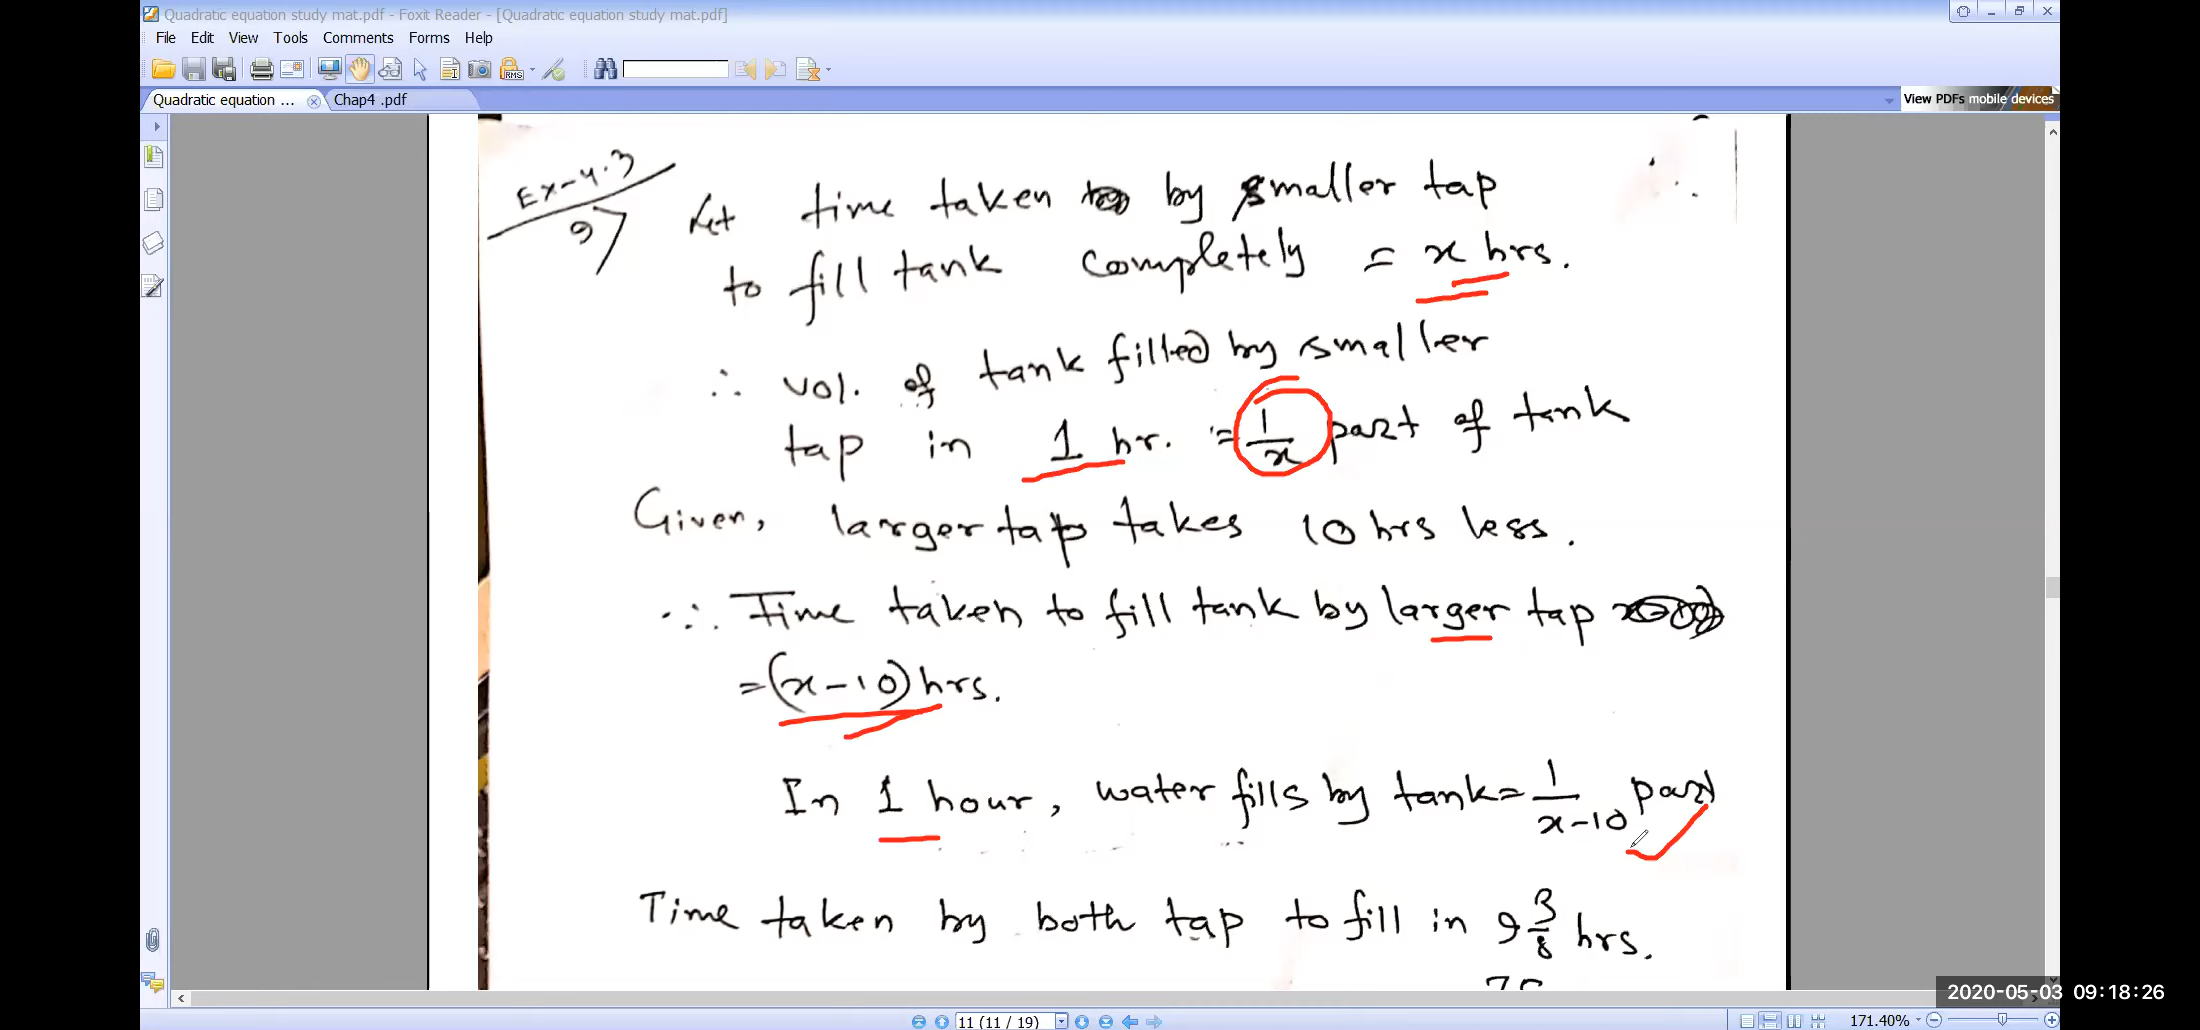 Quadratic equation study mat.pdf - Foxit Reader - [Quadratic equation study mat.pdf]
File Edit View Tools Comments Forms Help
Quadratic equation ... Chap4 .pdf
View PDFs mobile devices
Ex-4.3
9)
Let time taken by smaller tap
to fill tank completely = x hrs.
∴ vol. of tank filled by smaller
tap in 1 hr. = 1/x part of tank
Given, larger tap takes 10 hrs less.
∴ Time taken to fill tank by larger tap
= (x-10) hrs.
In 1 hour, water fills by tank = 1/x-10 part
Time taken by both tap to fill in 9 3/8 hrs.
2020-05-03 09:18:26
11 (11 / 19)
171.40%